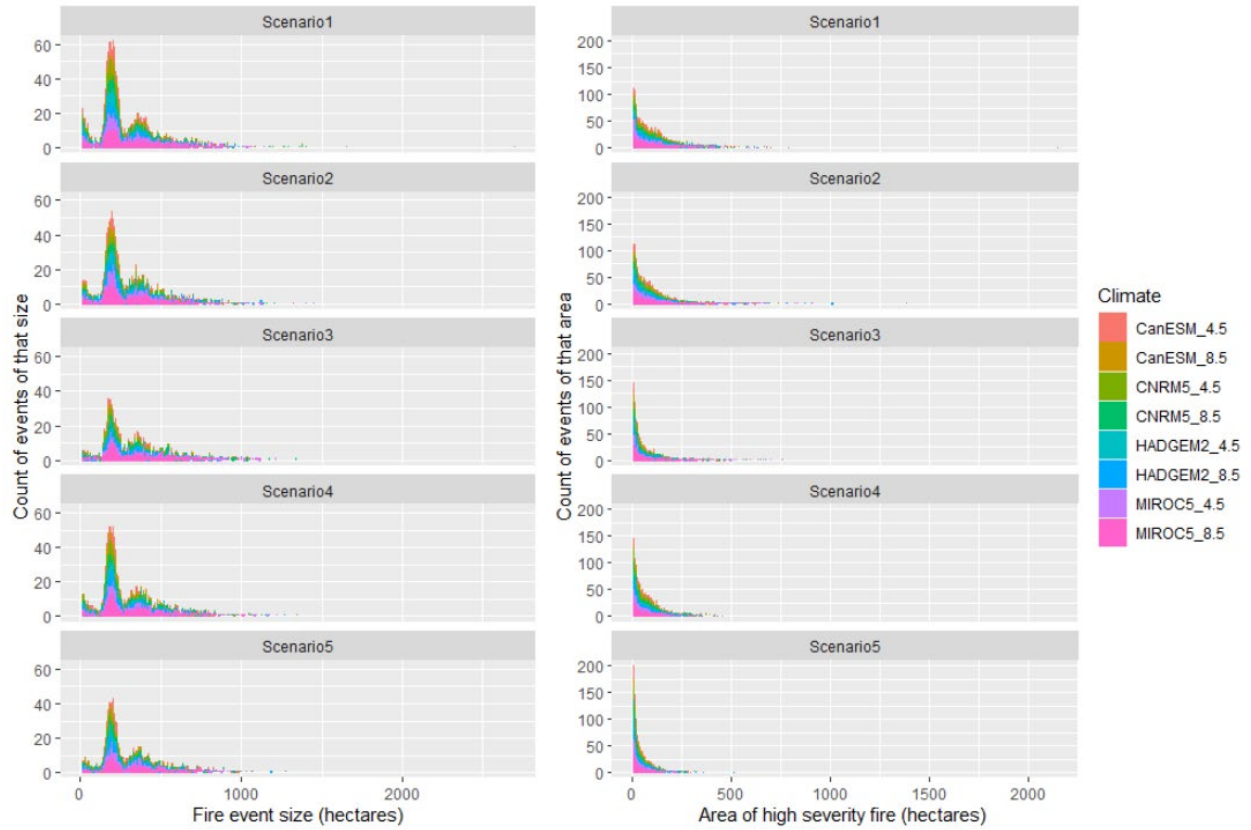 Scenario1
60
40
20
0
Scenario2
60
40
20
0
Scenario3
60
40
20
0
Scenario4
60
40
20
0
Scenario5
60
40
20
0
0 1000 2000
Fire event size (hectares)
Count of events of that size
Scenario1
200
150
100
50
0
Scenario2
200
150
100
50
0
Scenario3
200
150
100
50
0
Scenario4
200
150
100
50
0
Scenario5
200
150
100
50
0
0 500 1000 1500 2000
Area of high severity fire (hectares)
Count of events of that area
Climate
CanESM_4.5
CanESM_8.5
CNRM5_4.5
CNRM5_8.5
HADGEM2_4.5
HADGEM2_8.5
MIROC5_4.5
MIROC5_8.5